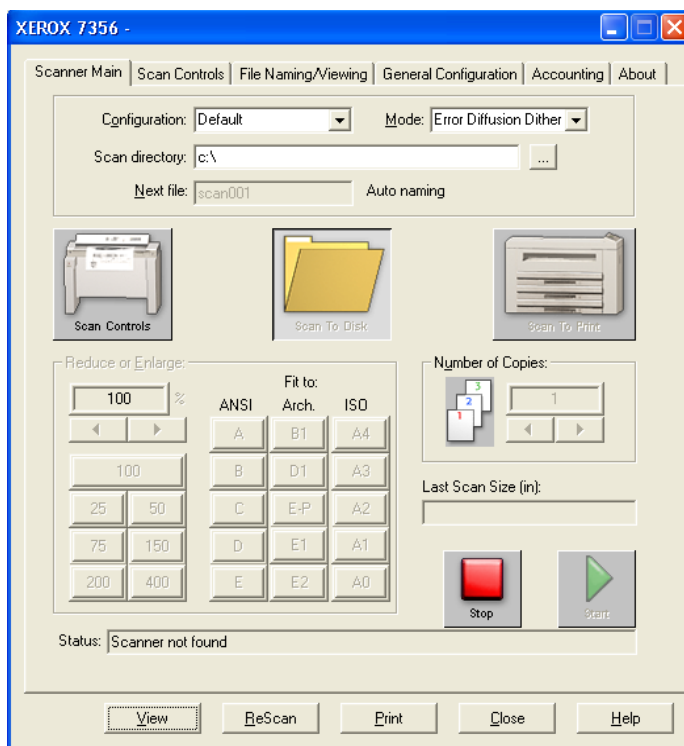 XEROX 7356 -
Scanner Main Scan Controls File Naming/Viewing General Configuration Accounting About
Configuration: Default Mode: Error Diffusion Dither
Scan directory: c:\ ...
Next file: scan001 Auto naming
Scan Controls Scan To Disk Scan To Print
Reduce or Enlarge: Number of Copies:
Fit to:
100 % ANSI Arch. ISO 3 2 1 1
A B1 A4
100 B D1 A3
Last Scan Size (in):
25 50 C E-P A2
75 150 D E1 A1
200 400 E E2 A0
Stop Start
Status: Scanner not found
View ReScan Print Close Help